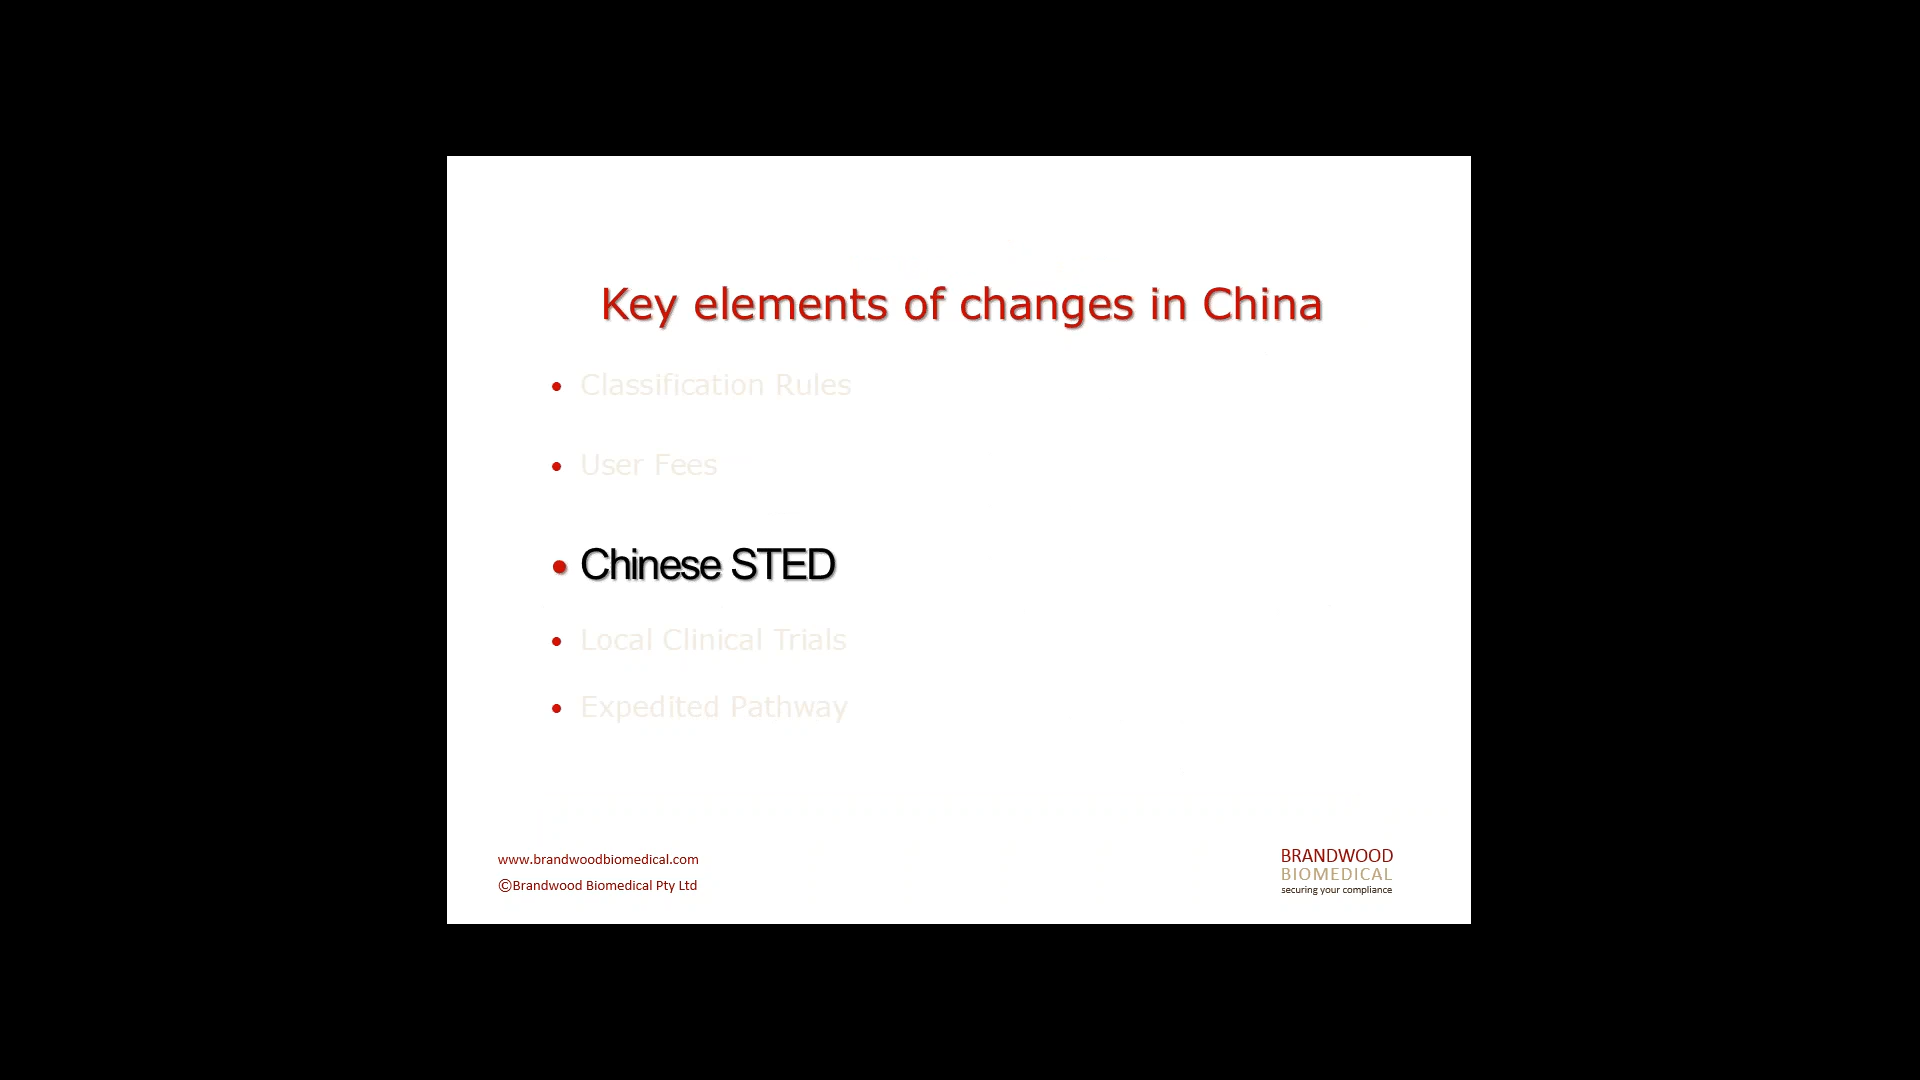 Key elements of changes in China
• Classification Rules
• User Fees
• Chinese STED
• Local Clinical Trials
• Expedited Pathway
www.brandwoodbiomedical.com
©Brandwood Biomedical Pty Ltd
BRANDWOOD
BIOMEDICAL
securing your compliance